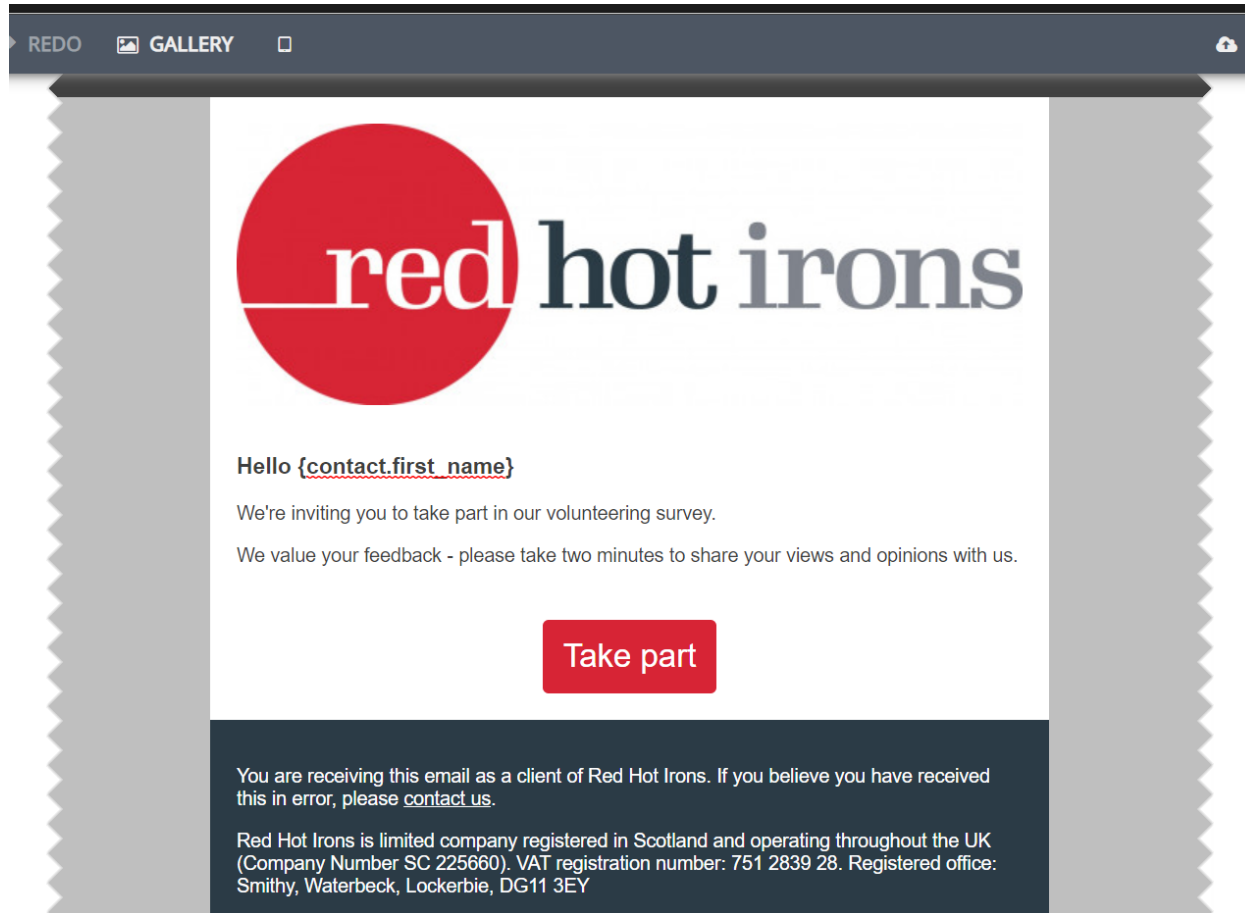 REDO GALLERY
red hot irons
Hello {contact.first_name}
We're inviting you to take part in our volunteering survey.
We value your feedback - please take two minutes to share your views and opinions with us.
Take part
You are receiving this email as a client of Red Hot Irons. If you believe you have received
this in error, please contact us.
Red Hot Irons is limited company registered in Scotland and operating throughout the UK
(Company Number SC 225660). VAT registration number: 751 2839 28. Registered office:
Smithy, Waterbeck, Lockerbie, DG11 3EY